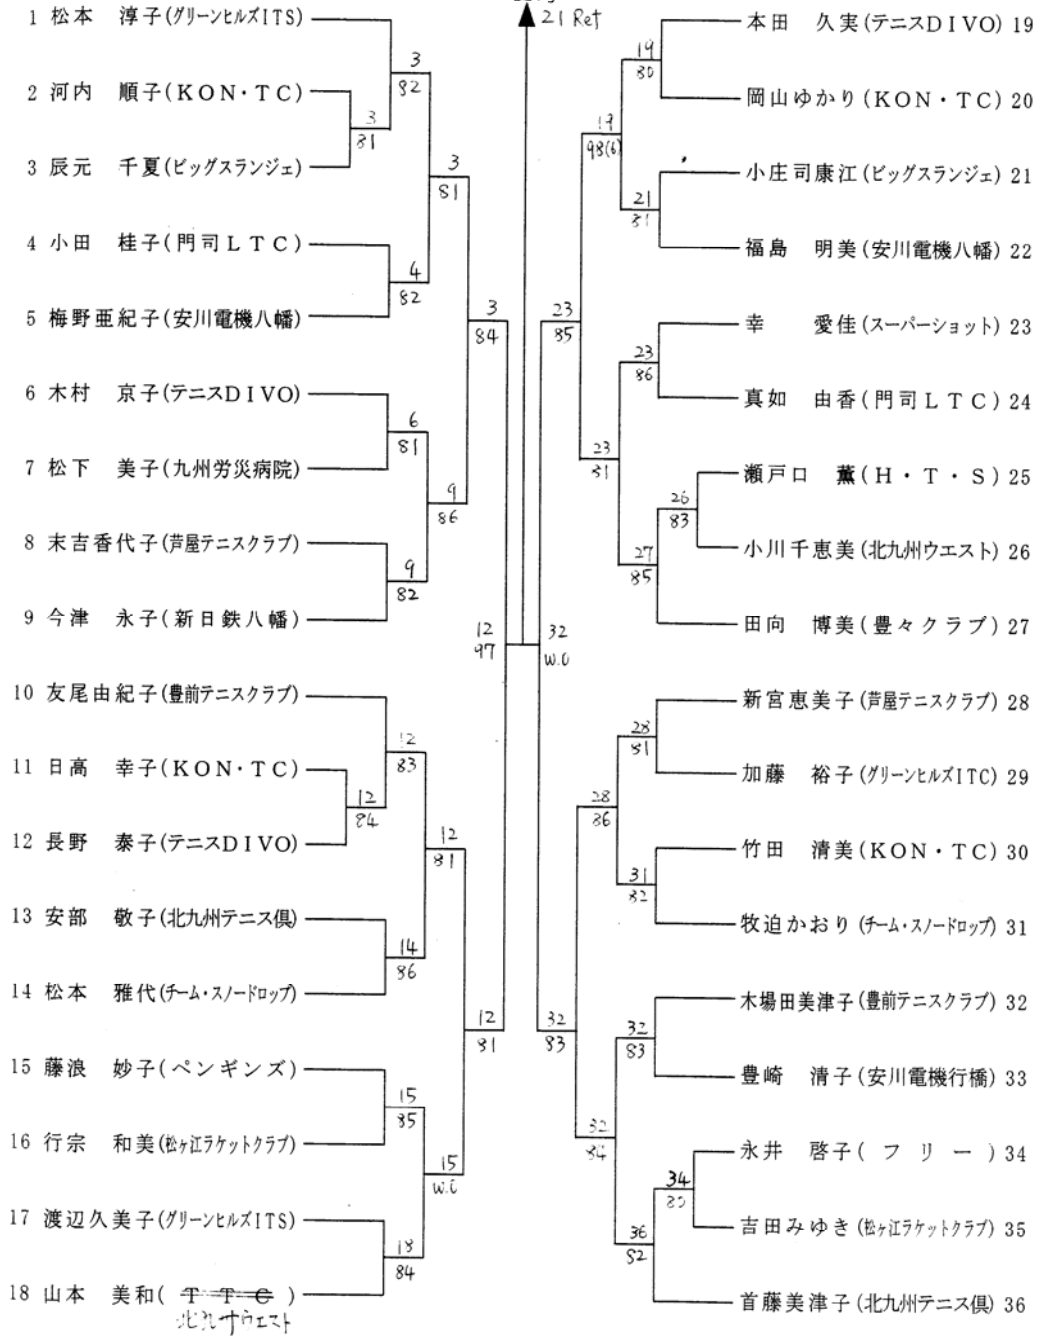 21 Ret
1 松本 淳子(グリーンヒルズITS)
3
82
2 河内 順子(KON・TC)
3
81
3 辰元 千夏(ビッグスランジェ)
3
81
4 小田 桂子(門司LTC)
4
82
5 梅野亜紀子(安川電機八幡)
3
84
6 木村 京子(テニスDIVO)
6
81
7 松下 美子(九州労災病院)
9
86
8 末吉香代子(芦屋テニスクラブ)
9
82
9 今津 永子(新日鉄八幡)
12
97
10 友尾由紀子(豊前テニスクラブ)
12
83
11 日高 幸子(KON・TC)
12
84
12 長野 泰子(テニスDIVO)
12
81
13 安部 敬子(北九州テニス倶)
14
86
14 松本 雅代(チーム・スノードロップ)
12
81
15 藤浪 妙子(ペンギンズ)
15
85
16 行宗 和美(松ヶ江ラケットクラブ)
15
W.O
17 渡辺久美子(グリーンヒルズITS)
18
84
18 山本 美和( TTC )
本田 久実(テニスDIVO) 19
19
80
岡山ゆかり(KON・TC) 20
19
98(6)
小庄司康江(ビッグスランジェ) 21
21
81
福島 明美(安川電機八幡) 22
23
85
幸 愛佳(スーパーショット) 23
23
86
真如 由香(門司LTC) 24
23
81
瀬戸口 薫(H・T・S) 25
26
83
小川千恵美(北九州ウエスト) 26
27
85
田向 博美(豊々クラブ) 27
32
W.O
新宮恵美子(芦屋テニスクラブ) 28
28
81
加藤 裕子(グリーンヒルズITC) 29
28
86
竹田 清美(KON・TC) 30
31
82
牧迫かおり(チーム・スノードロップ) 31
32
83
木場田美津子(豊前テニスクラブ) 32
32
83
豊崎 清子(安川電機行橋) 33
32
84
永井 啓子(フリー) 34
34
80
吉田みゆき(松ヶ江ラケットクラブ) 35
36
82
首藤美津子(北九州テニス倶) 36